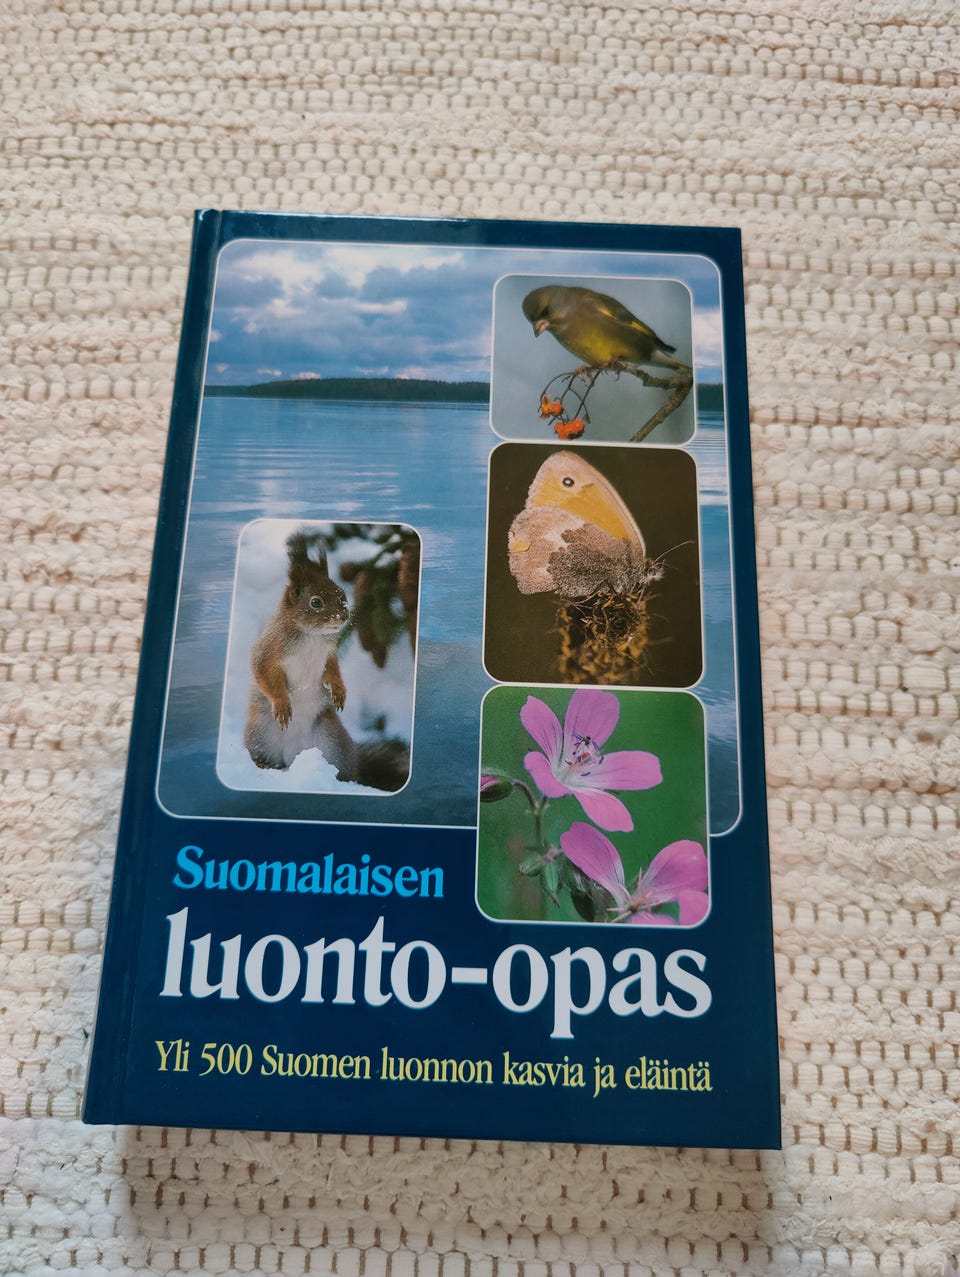 Suomalaisen
luonto-opas
Yli 500 Suomen luonnon kasvia ja eläintä